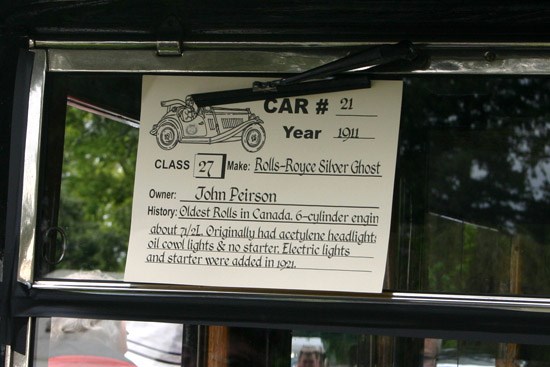 CAR # 21
Year 1911
CLASS 27 Make: Rolls-Royce Silver Ghost
Owner: John Peirson
History: Oldest Rolls in Canada. 6-cylinder engin
about 7 1/2L. Originally had acetylene headlight
oil cowl lights & no starter. Electric lights
and starter were added in 1921.